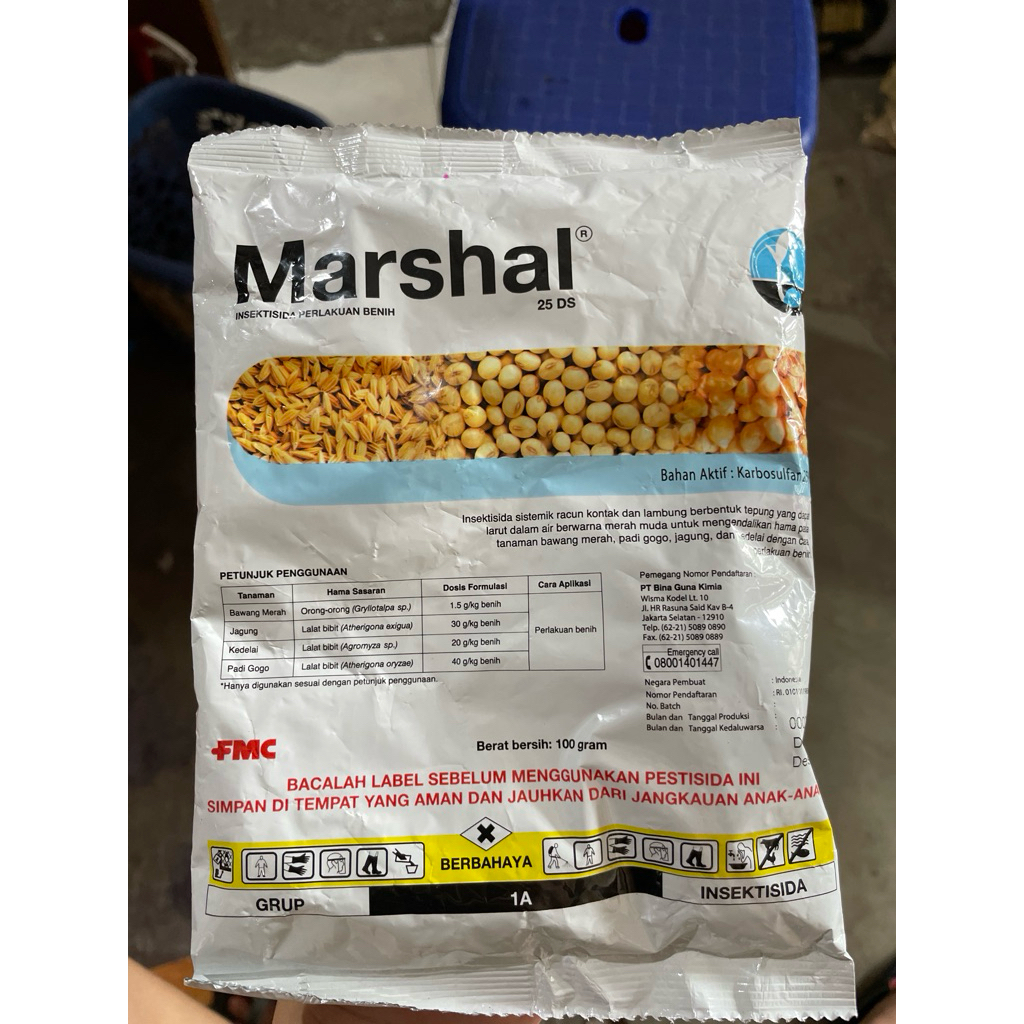 Marshal®
25 DS
INSEKTISIDA PERLAKUAN BENIH
Bahan Aktif : Karbosulfan
Insektisida sistemik racun kontak dan lambung berbentuk tepung yang dapat
larut dalam air berwarna merah muda untuk mengendalikan hama pada
tanaman bawang merah, padi gogo, jagung, dan kedelai dengan cara
perlakuan benih
PETUNJUK PENGGUNAAN
Tanaman Hama Sasaran Dosis Formulasi Cara Aplikasi
Bawang Merah Orong-orong (Gryllotalpa sp.) 1.5 g/kg benih
Jagung Lalat bibit (Atherigona exigua) 30 g/kg benih
Perlakuan benih
Kedelai Lalat bibit (Agromyza sp.) 20 g/kg benih
Padi Gogo Lalat bibit (Atherigona oryzae) 40 g/kg benih
*Hanya digunakan sesuai dengan petunjuk penggunaan.
Pemegang Nomor Pendaftaran :
PT Bina Guna Kimia
Wisma Kodel Lt. 10
Jl. HR Rasuna Said Kav B-4
Jakarta Selatan - 12910
Telp. (62-21) 5089 0890
Fax. (62-21) 5089 0889
Emergency call
08001401447
Negara Pembuat : Indonesia
Nomor Pendaftaran
No. Batch :
Bulan dan Tanggal Produksi :
Bulan dan Tanggal Kedaluwarsa :
FMC
Berat bersih: 100 gram
BACALAH LABEL SEBELUM MENGGUNAKAN PESTISIDA INI
SIMPAN DI TEMPAT YANG AMAN DAN JAUHKAN DARI JANGKAUAN ANAK-ANA
BERBAHAYA
GRUP 1A INSEKTISIDA